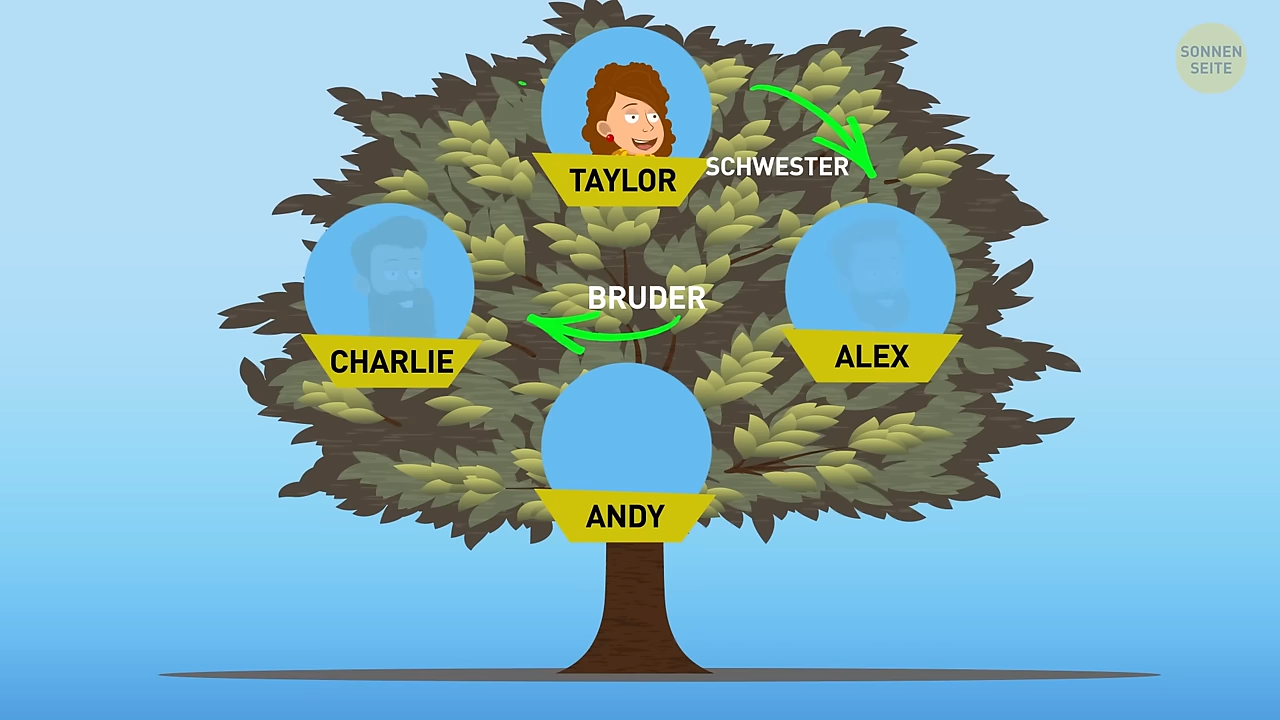 SONNEN
SEITE
TAYLOR
SCHWESTER
BRUDER
CHARLIE
ALEX
ANDY